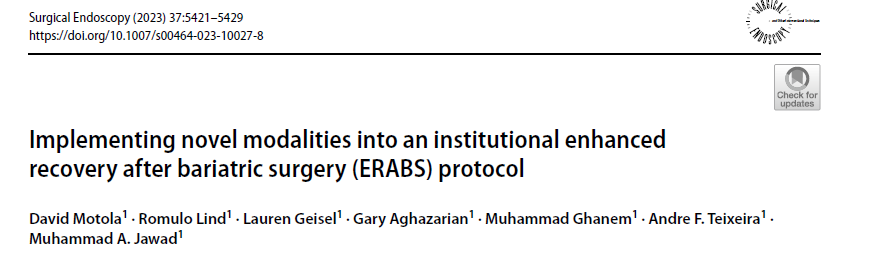 Surgical Endoscopy (2023) 37:5421–5429
https://doi.org/10.1007/s00464-023-10027-8
SURGICAL
ENDOSCOPY
Check for
updates
Implementing novel modalities into an institutional enhanced
recovery after bariatric surgery (ERABS) protocol
David Motola¹ · Romulo Lind¹ · Lauren Geisel¹ · Gary Aghazarian¹ · Muhammad Ghanem¹ · Andre F. Teixeira¹ ·
Muhammad A. Jawad¹